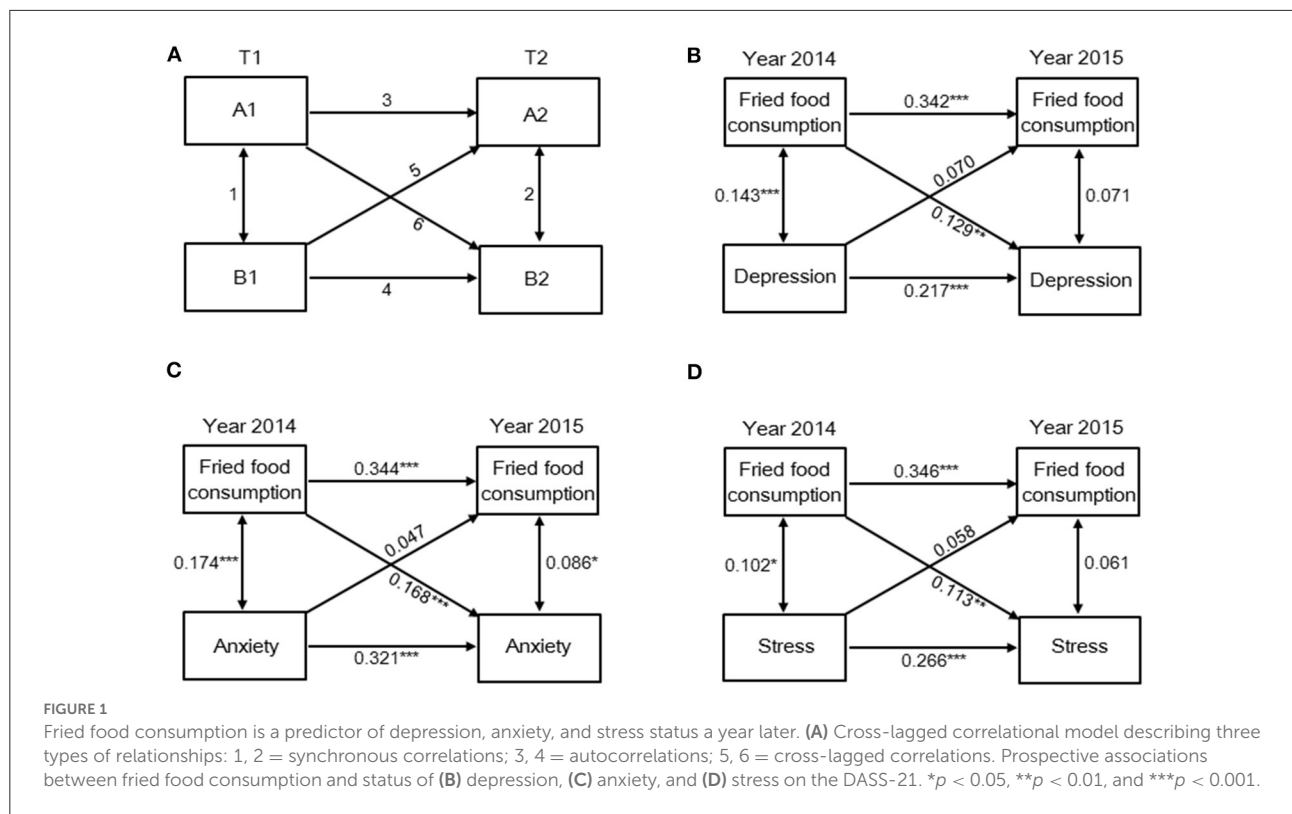 A
T1
T2
A1
3
A2
1
5
6
2
B1
4
B2
B
Year 2014
Year 2015
Fried food
consumption
0.342***
Fried food
consumption
0.143***
0.070
0.129**
0.071
Depression
0.217***
Depression
C
Year 2014
Year 2015
Fried food
consumption
0.344***
Fried food
consumption
0.174***
0.047
0.168***
0.086*
Anxiety
0.321***
Anxiety
D
Year 2014
Year 2015
Fried food
consumption
0.346***
Fried food
consumption
0.102*
0.058
0.113**
0.061
Stress
0.266***
Stress
FIGURE 1
Fried food consumption is a predictor of depression, anxiety, and stress status a year later. (A) Cross-lagged correlational model describing three
types of relationships: 1, 2 = synchronous correlations; 3, 4 = autocorrelations; 5, 6 = cross-lagged correlations. Prospective associations
between fried food consumption and status of (B) depression, (C) anxiety, and (D) stress on the DASS-21. *p < 0.05, **p < 0.01, and ***p < 0.001.